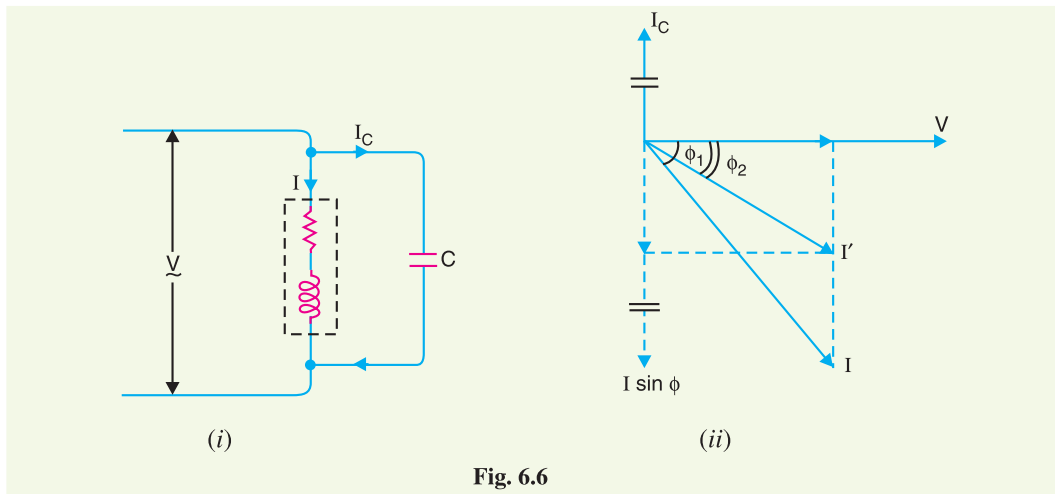 I_C
I
V
~
C
(i)
I_C
V
ϕ₁
ϕ₂
I′
I
I sin ϕ
(ii)
Fig. 6.6